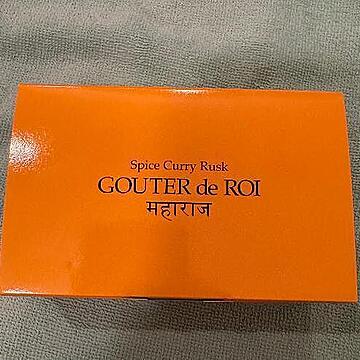 Spice Curry Rusk
GOUTER de ROI
महाराज